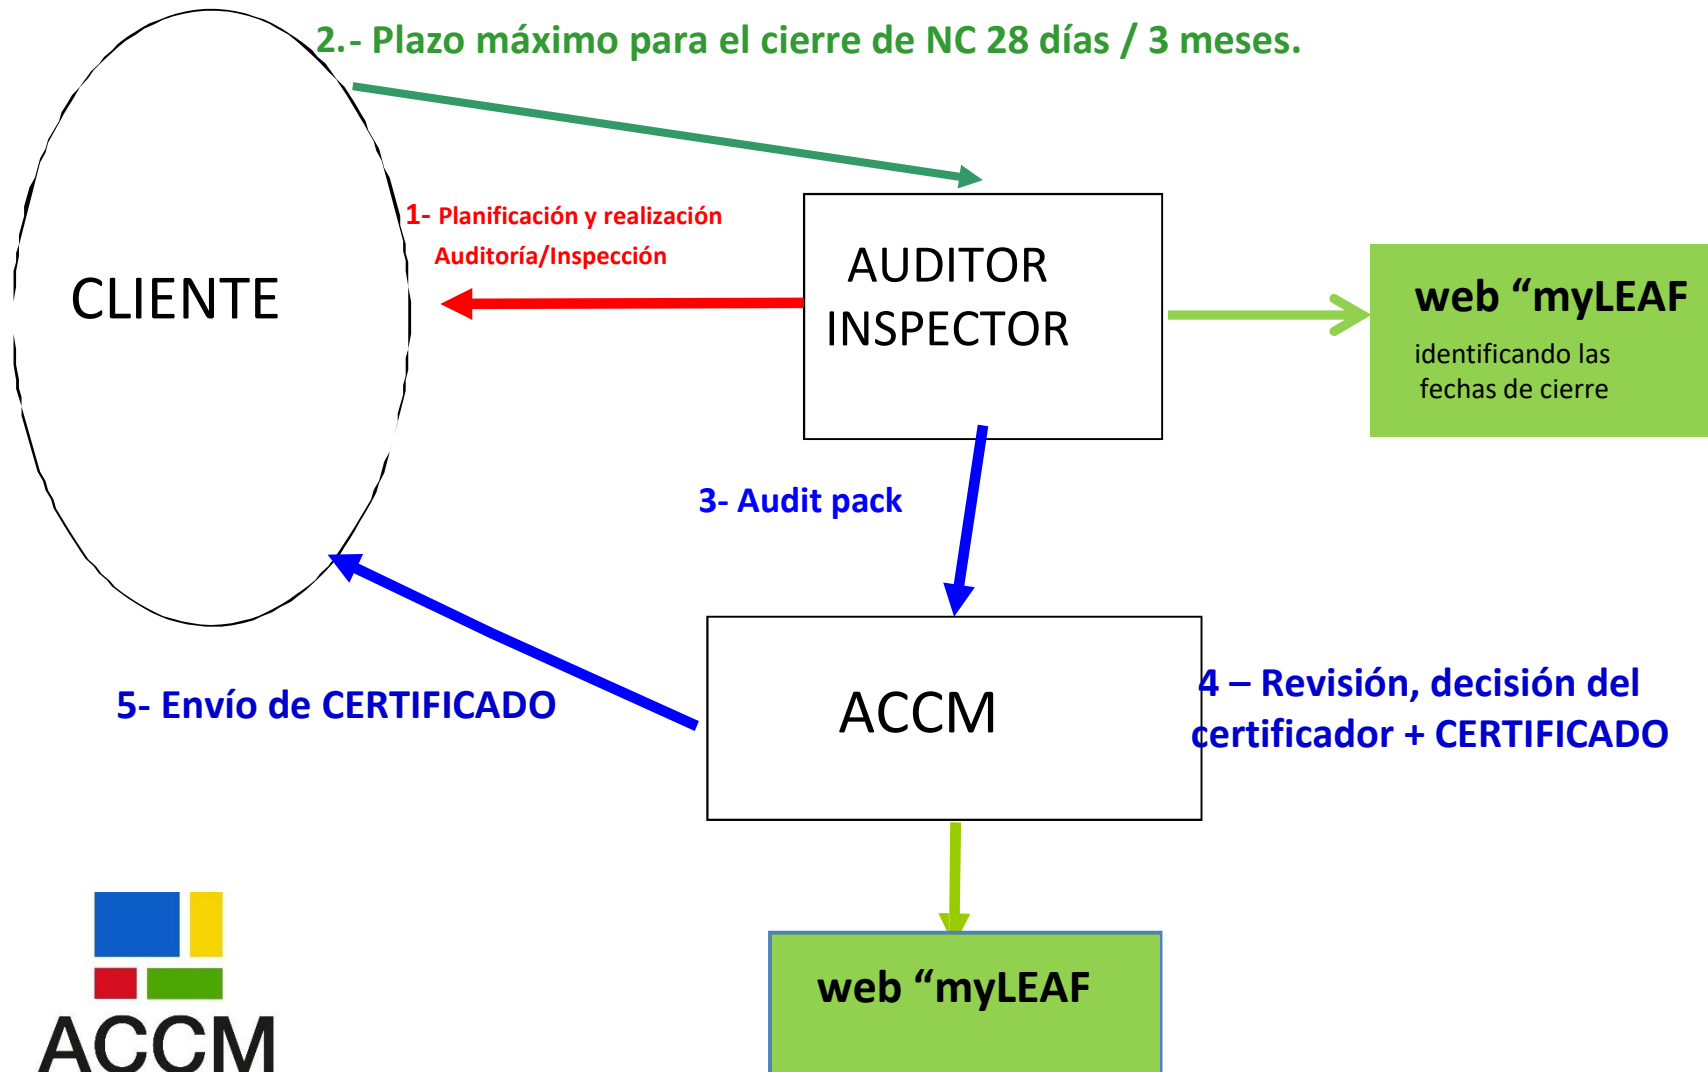 2.- Plazo máximo para el cierre de NC 28 días / 3 meses.
1- Planificación y realización
Auditoría/Inspección
CLIENTE
AUDITOR
INSPECTOR
web “myLEAF
identificando las
fechas de cierre
3- Audit pack
5- Envío de CERTIFICADO
ACCM
4 – Revisión, decisión del
certificador + CERTIFICADO
web “myLEAF
ACCM